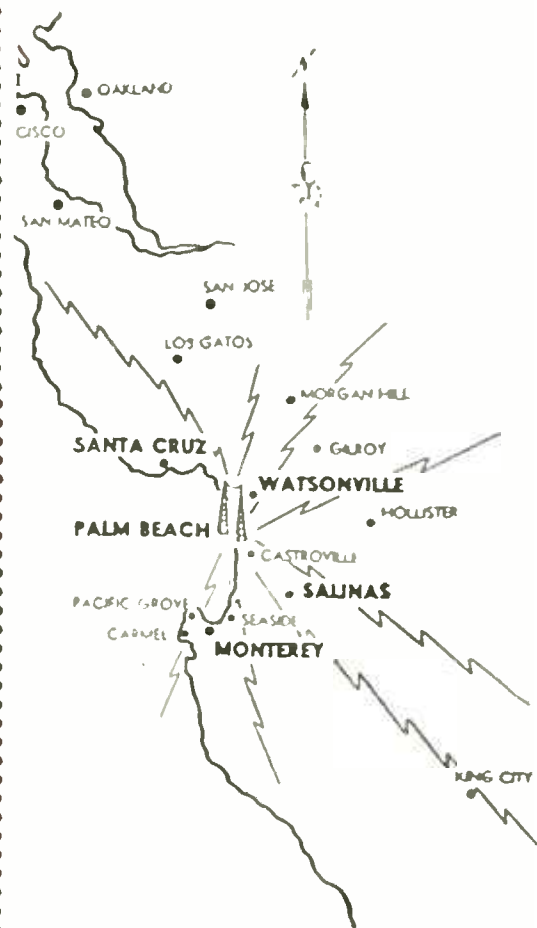 N
OAKLAND
CISCO
SAN MATEO
SAN JOSE
LOS GATOS
MORGAN HILL
SANTA CRUZ
GILROY
WATSONVILLE
HOLLISTER
PALM BEACH
CASTROVILLE
SALINAS
PACIFIC GROVE
SEASIDE
CARMEL
MONTEREY
KING CITY